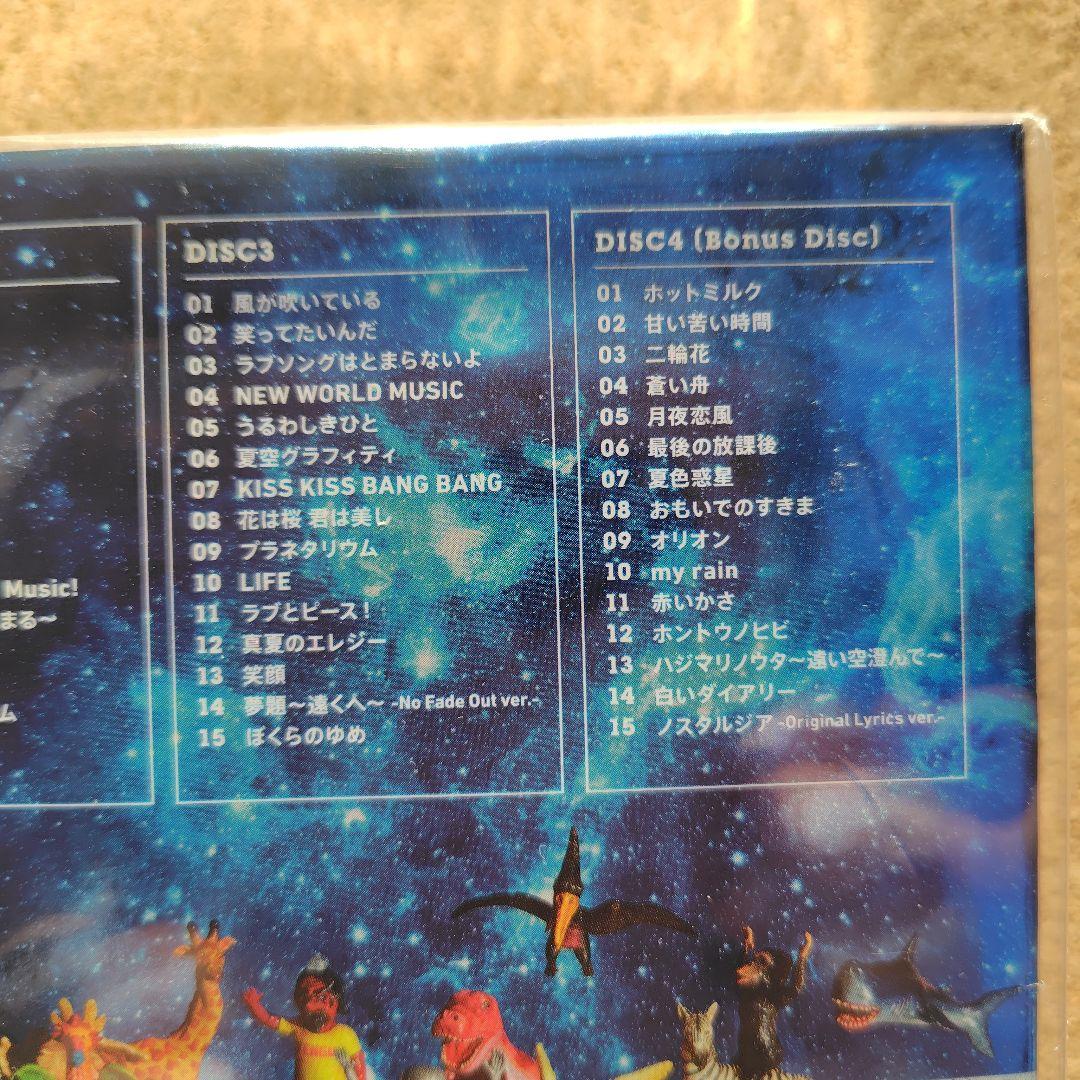 Music!
まる〜
ム
DISC3
01 風が吹いている
02 笑ってたいんだ
03 ラブソングはとまらないよ
04 NEW WORLD MUSIC
05 うるわしきひと
06 夏空グラフィティ
07 KISS KISS BANG BANG
08 花は桜 君は美し
09 プラネタリウム
10 LIFE
11 ラブとピース!
12 真夏のエレジー
13 笑顔
14 夢題〜遠く人〜 -No Fade Out ver.-
15 ぼくらのゆめ
DISC4 (Bonus Disc)
01 ホットミルク
02 甘い苦い時間
03 二輪花
04 蒼い舟
05 月夜恋風
06 最後の放課後
07 夏色惑星
08 おもいでのすきま
09 オリオン
10 my rain
11 赤いかさ
12 ホントウノヒビ
13 ハジマリノウタ〜遠い空澄んで〜
14 白いダイアリー
15 ノスタルジア -Original Lyrics ver.-